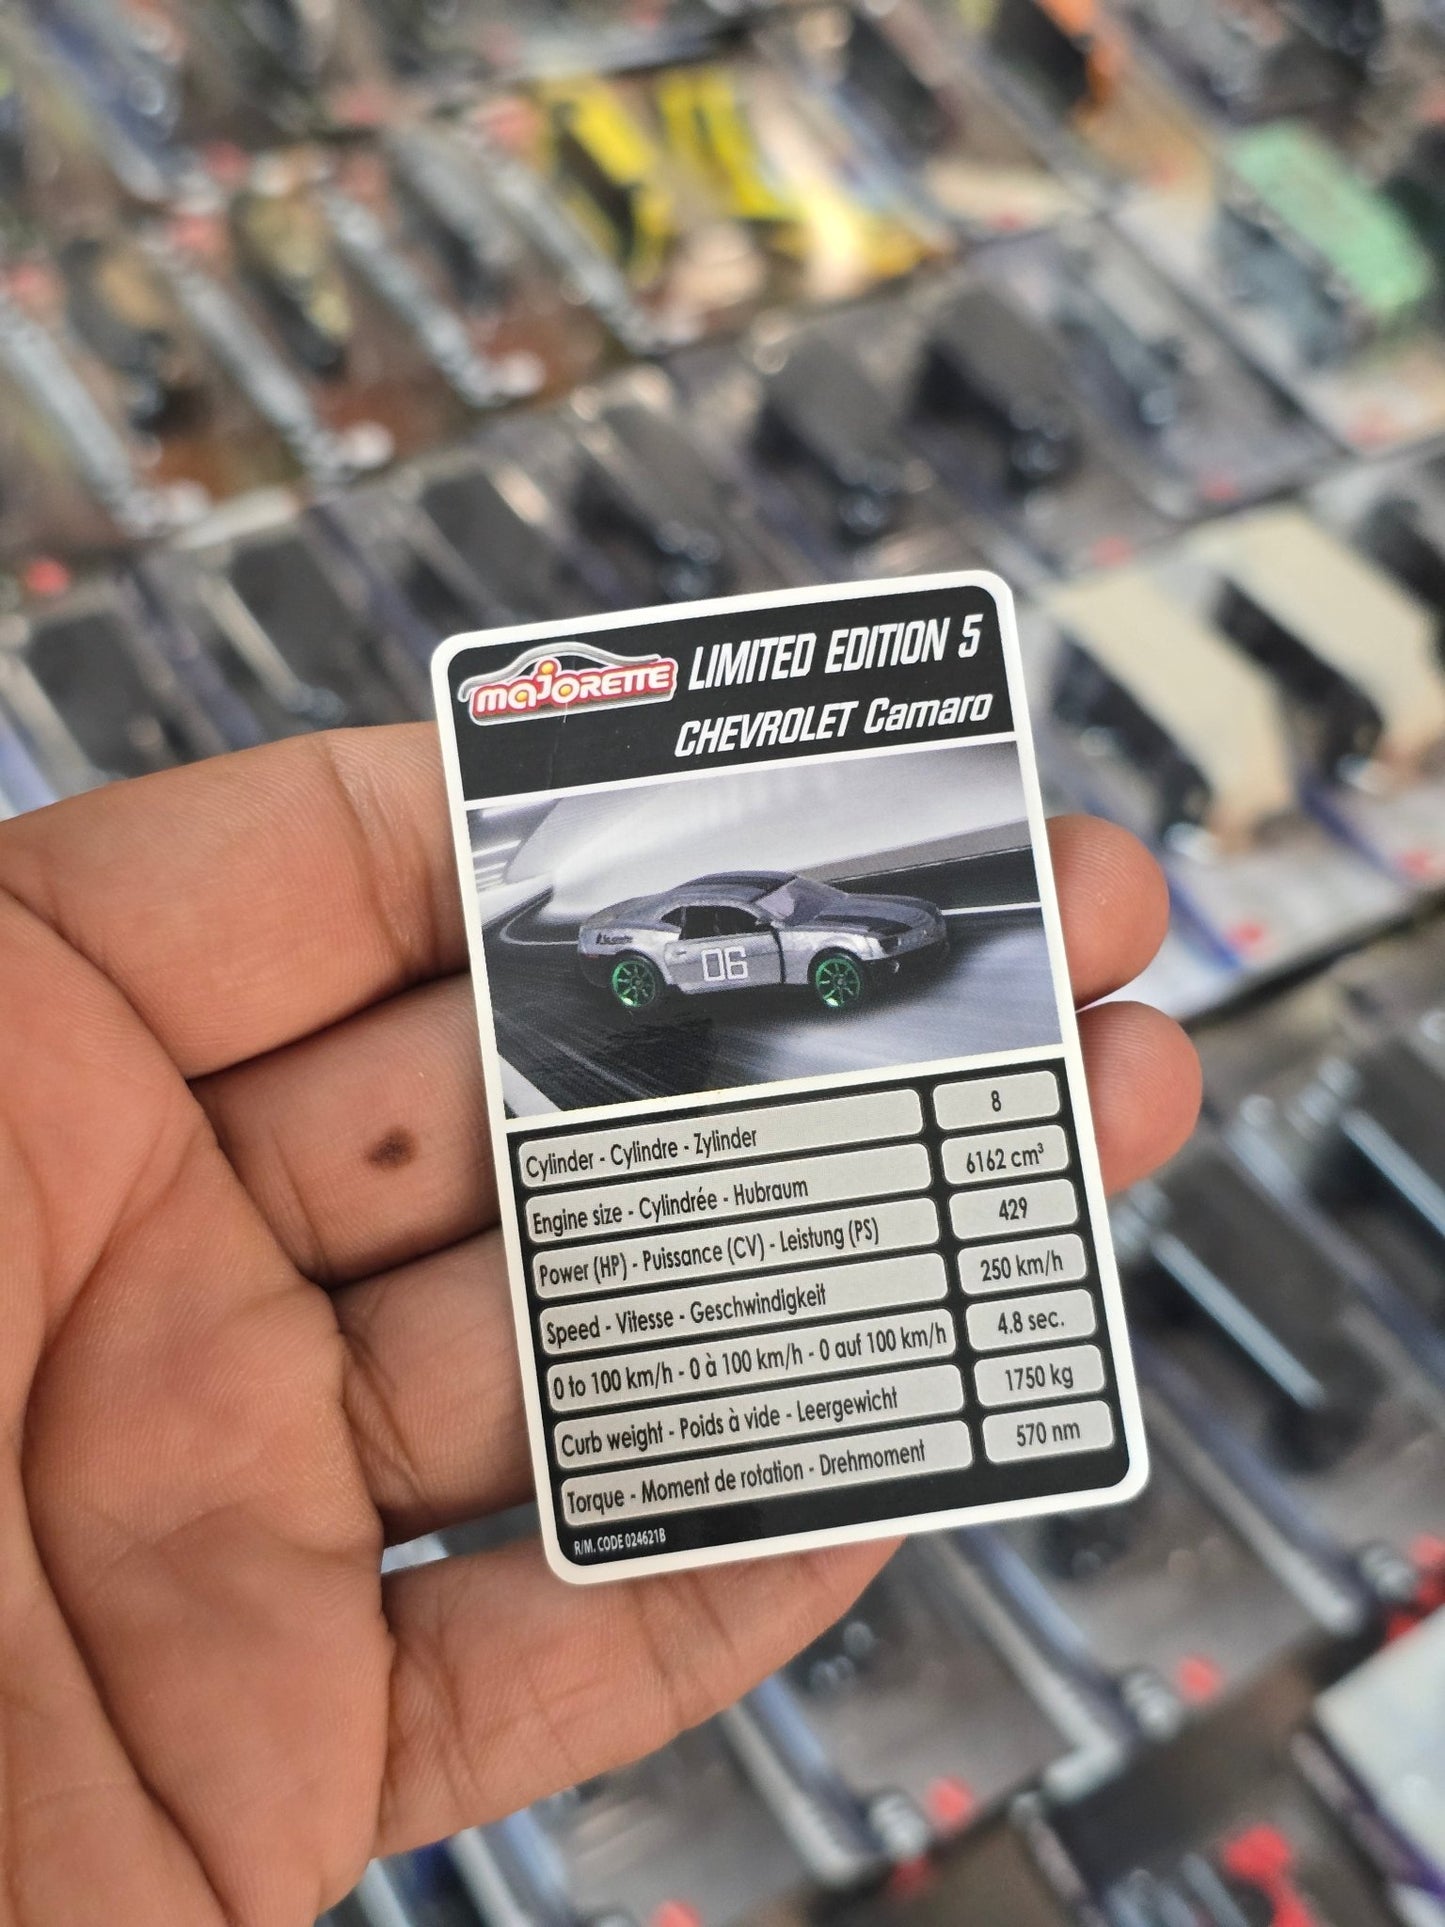 majorette LIMITED EDITION 5
CHEVROLET Camaro
06
Cylinder - Cylindre - Zylinder 8
Engine size - Cylindrée - Hubraum 6162 cm³
Power (HP) - Puissance (CV) - Leistung (PS) 429
Speed - Vitesse - Geschwindigkeit 250 km/h
0 to 100 km/h - 0 à 100 km/h - 0 auf 100 km/h 4.8 sec.
Curb weight - Poids à vide - Leergewicht 1750 kg
Torque - Moment de rotation - Drehmoment 570 nm
R/M. CODE 024621B